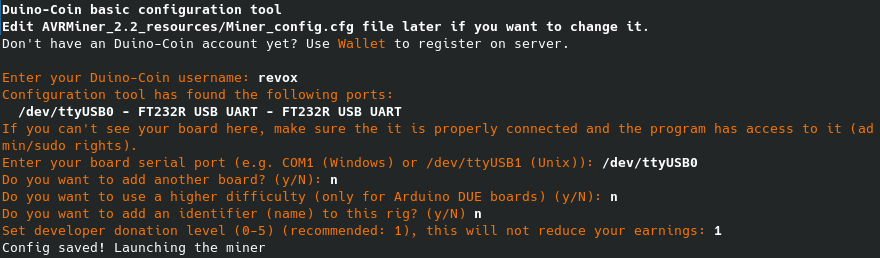 Duino-Coin basic configuration tool
Edit AVRMiner_2.2_resources/Miner_config.cfg file later if you want to change it.
Don't have an Duino-Coin account yet? Use Wallet to register on server.
Enter your Duino-Coin username: revox
Configuration tool has found the following ports:
/dev/ttyUSB0 - FT232R USB UART - FT232R USB UART
If you can't see your board here, make sure the it is properly connected and the program has access to it (ad
min/sudo rights).
Enter your board serial port (e.g. COM1 (Windows) or /dev/ttyUSB1 (Unix)): /dev/ttyUSB0
Do you want to add another board? (y/N): n
Do you want to use a higher difficulty (only for Arduino DUE boards) (y/N): n
Do you want to add an identifier (name) to this rig? (y/N) n
Set developer donation level (0-5) (recommended: 1), this will not reduce your earnings: 1
Config saved! Launching the miner